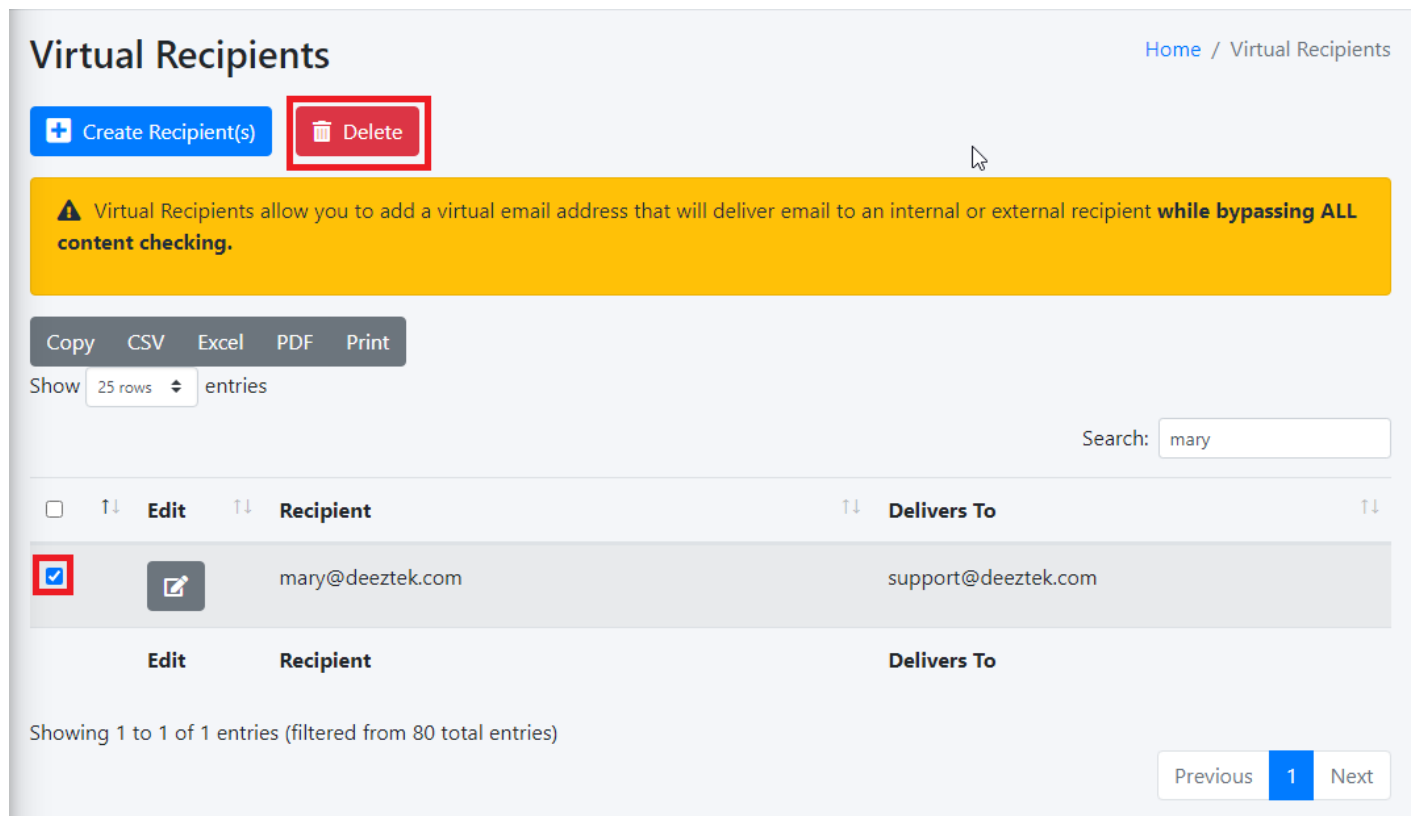 Virtual Recipients
Home / Virtual Recipients
Create Recipient(s)
Delete
Virtual Recipients allow you to add a virtual email address that will deliver email to an internal or external recipient while bypassing ALL
content checking.
Copy CSV Excel PDF Print
Show 25 rows entries
Search: mary
Edit Recipient Delivers To
mary@deeztek.com support@deeztek.com
Edit Recipient Delivers To
Showing 1 to 1 of 1 entries (filtered from 80 total entries)
Previous 1 Next